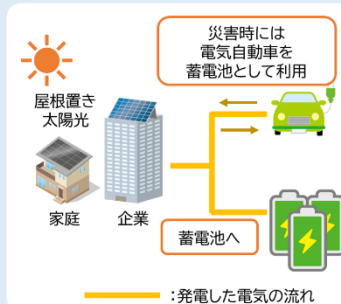 災害時には
電気自動車を
蓄電池として利用
屋根置き
太陽光
家庭
企業
蓄電池へ
：発電した電気の流れ